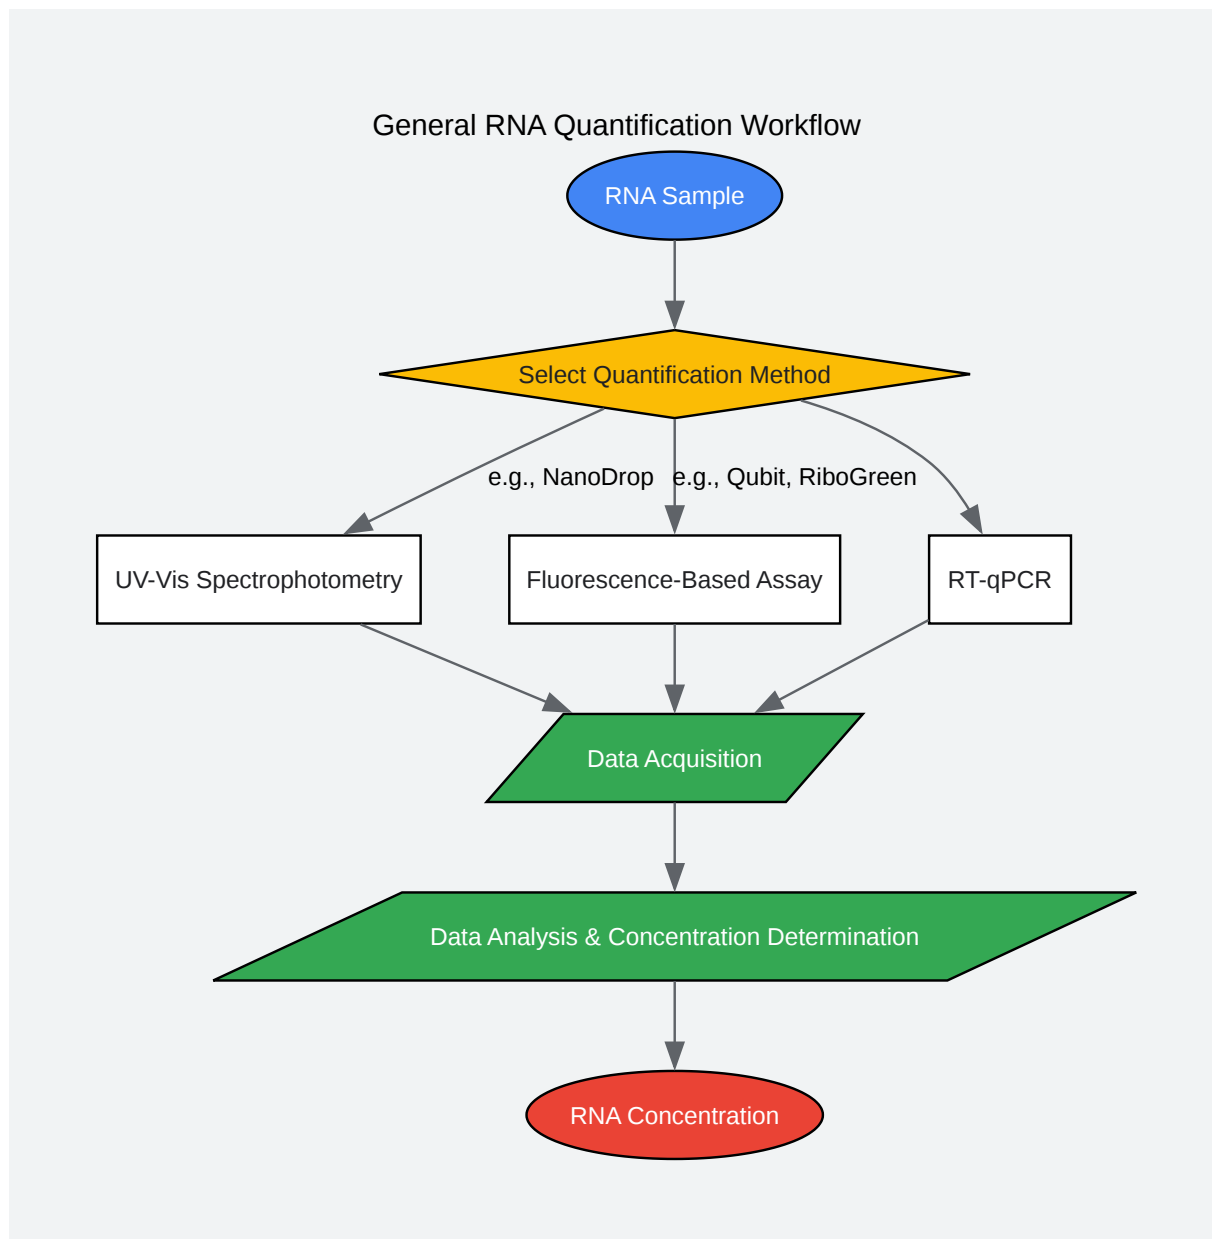 General RNA Quantification Workflow
RNA Sample
Select Quantification Method
e.g., NanoDrop
e.g., Qubit, RiboGreen
UV-Vis Spectrophotometry
Fluorescence-Based Assay
RT-qPCR
Data Acquisition
Data Analysis & Concentration Determination
RNA Concentration